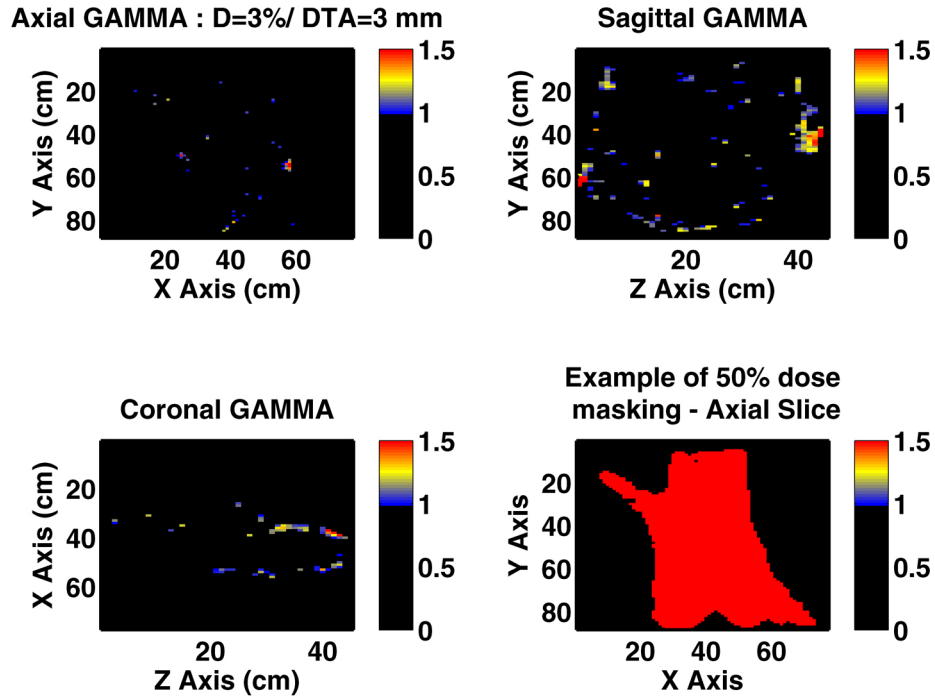 Axial GAMMA : D=3%/ DTA=3 mm
Y Axis (cm)
20
40
60
80
20 40 60
X Axis (cm)
1.5
1
0.5
0
Sagittal GAMMA
Y Axis (cm)
20
40
60
80
20 40
Z Axis (cm)
1.5
1
0.5
0
Coronal GAMMA
X Axis (cm)
20
40
60
20 40
Z Axis (cm)
1.5
1
0.5
0
Example of 50% dose
masking - Axial Slice
Y Axis
20
40
60
80
20 40 60
X Axis
1.5
1
0.5
0